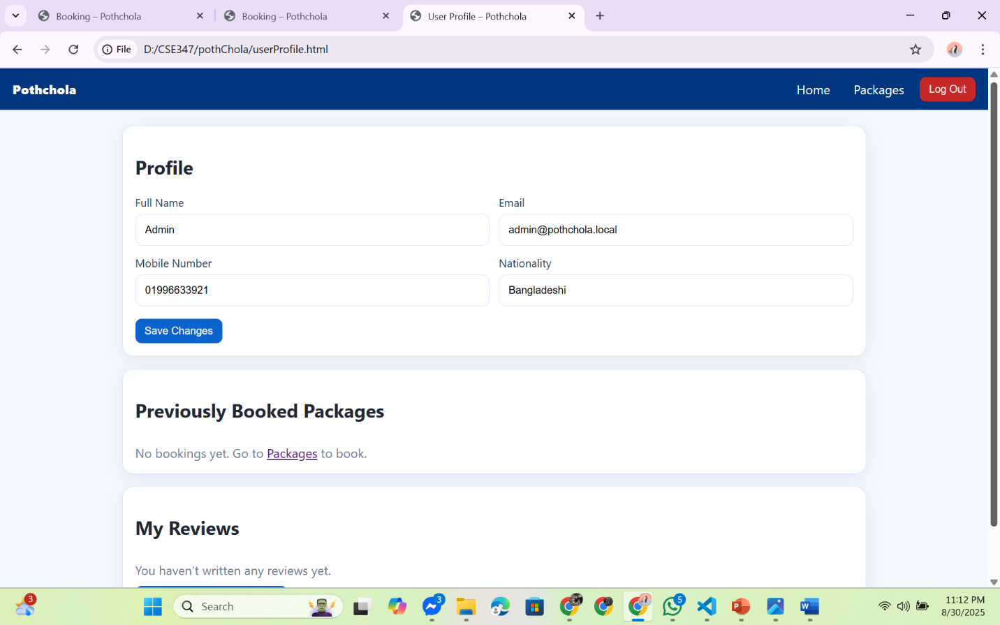 Booking – Pothchola
Booking – Pothchola
User Profile – Pothchola
File
D:/CSE347/pothChola/userProfile.html
Pothchola
Home
Packages
Log Out
Profile
Full Name
Email
Admin
admin@pothchola.local
Mobile Number
Nationality
01996633921
Bangladeshi
Save Changes
Previously Booked Packages
No bookings yet. Go to Packages to book.
My Reviews
You haven’t written any reviews yet.
3
Search
3
5
P
W
11:12 PM
8/30/2025